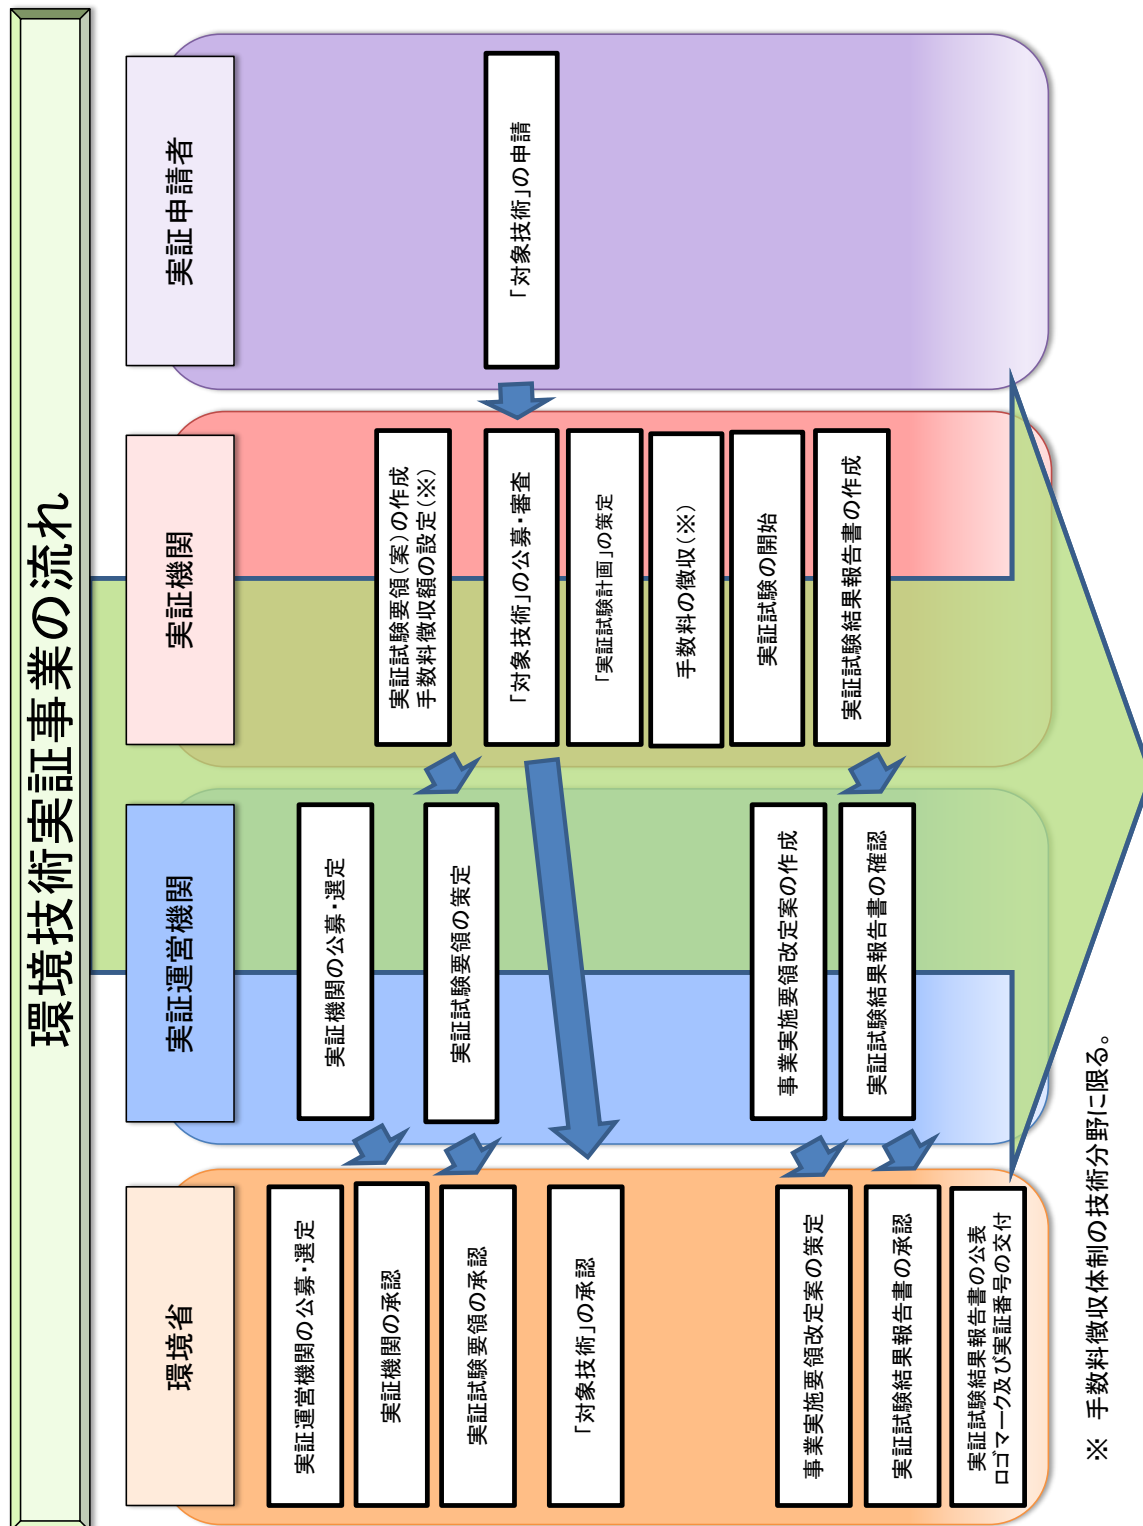 環境技術実証事業の流れ
環境省
実証運営機関の公募・選定
実証機関の承認
実証試験要領の承認
「対象技術」の承認
事業実施要領改定案の策定
実証試験結果報告書の承認
実証試験結果報告書の公表
ロゴマーク及び実証番号の交付
実証運営機関
実証機関の公募・選定
実証試験要領の策定
事業実施要領改定案の作成
実証試験結果報告書の確認
実証機関
実証試験要領(案)の作成
手数料徴収額の設定(※)
「対象技術」の公募・審査
「実証試験計画」の策定
手数料の徴収(※)
実証試験の開始
実証試験結果報告書の作成
実証申請者
「対象技術」の申請
※ 手数料徴収体制の技術分野に限る。